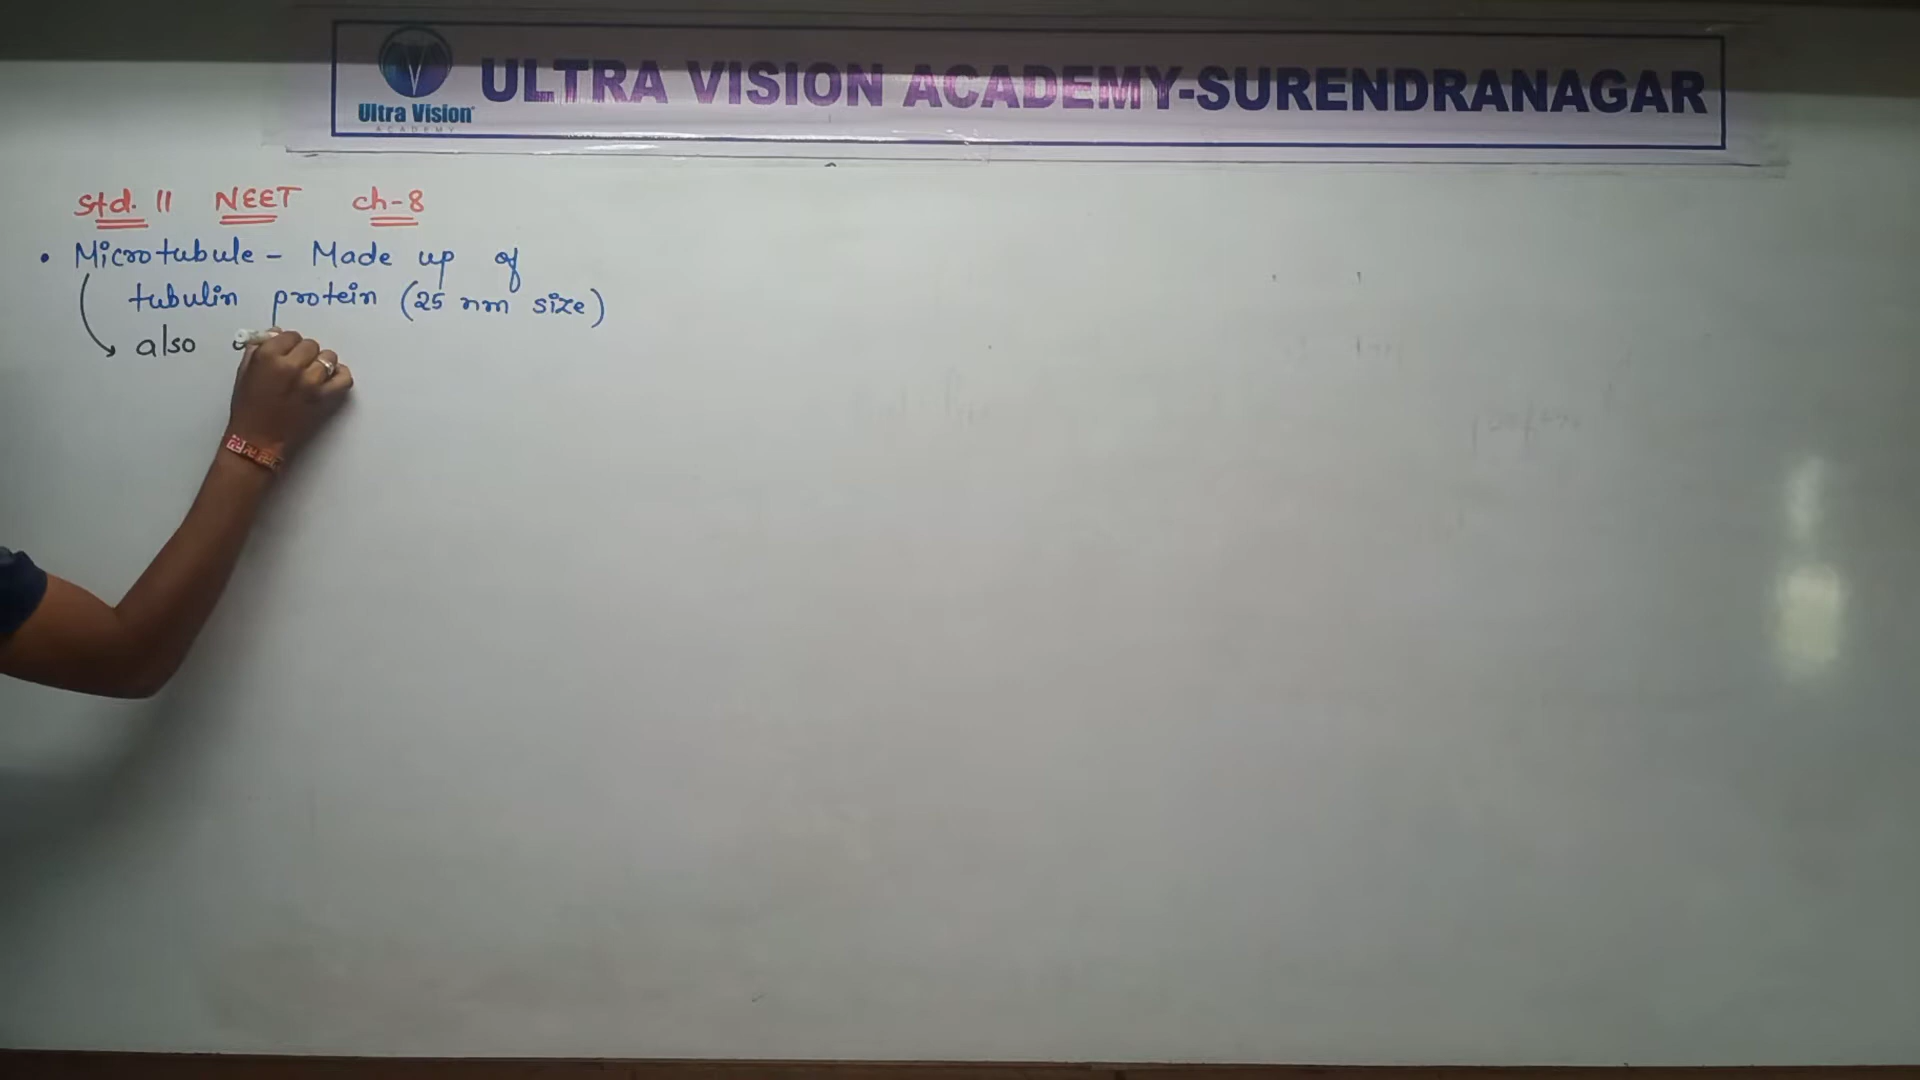 Ultra Vision
ACADEMY
ULTRA VISION ACADEMY-SURENDRANAGAR
Std. 11 NEET ch-8
• Microtubule - Made up of
tubulin protein (25 nm size)
also